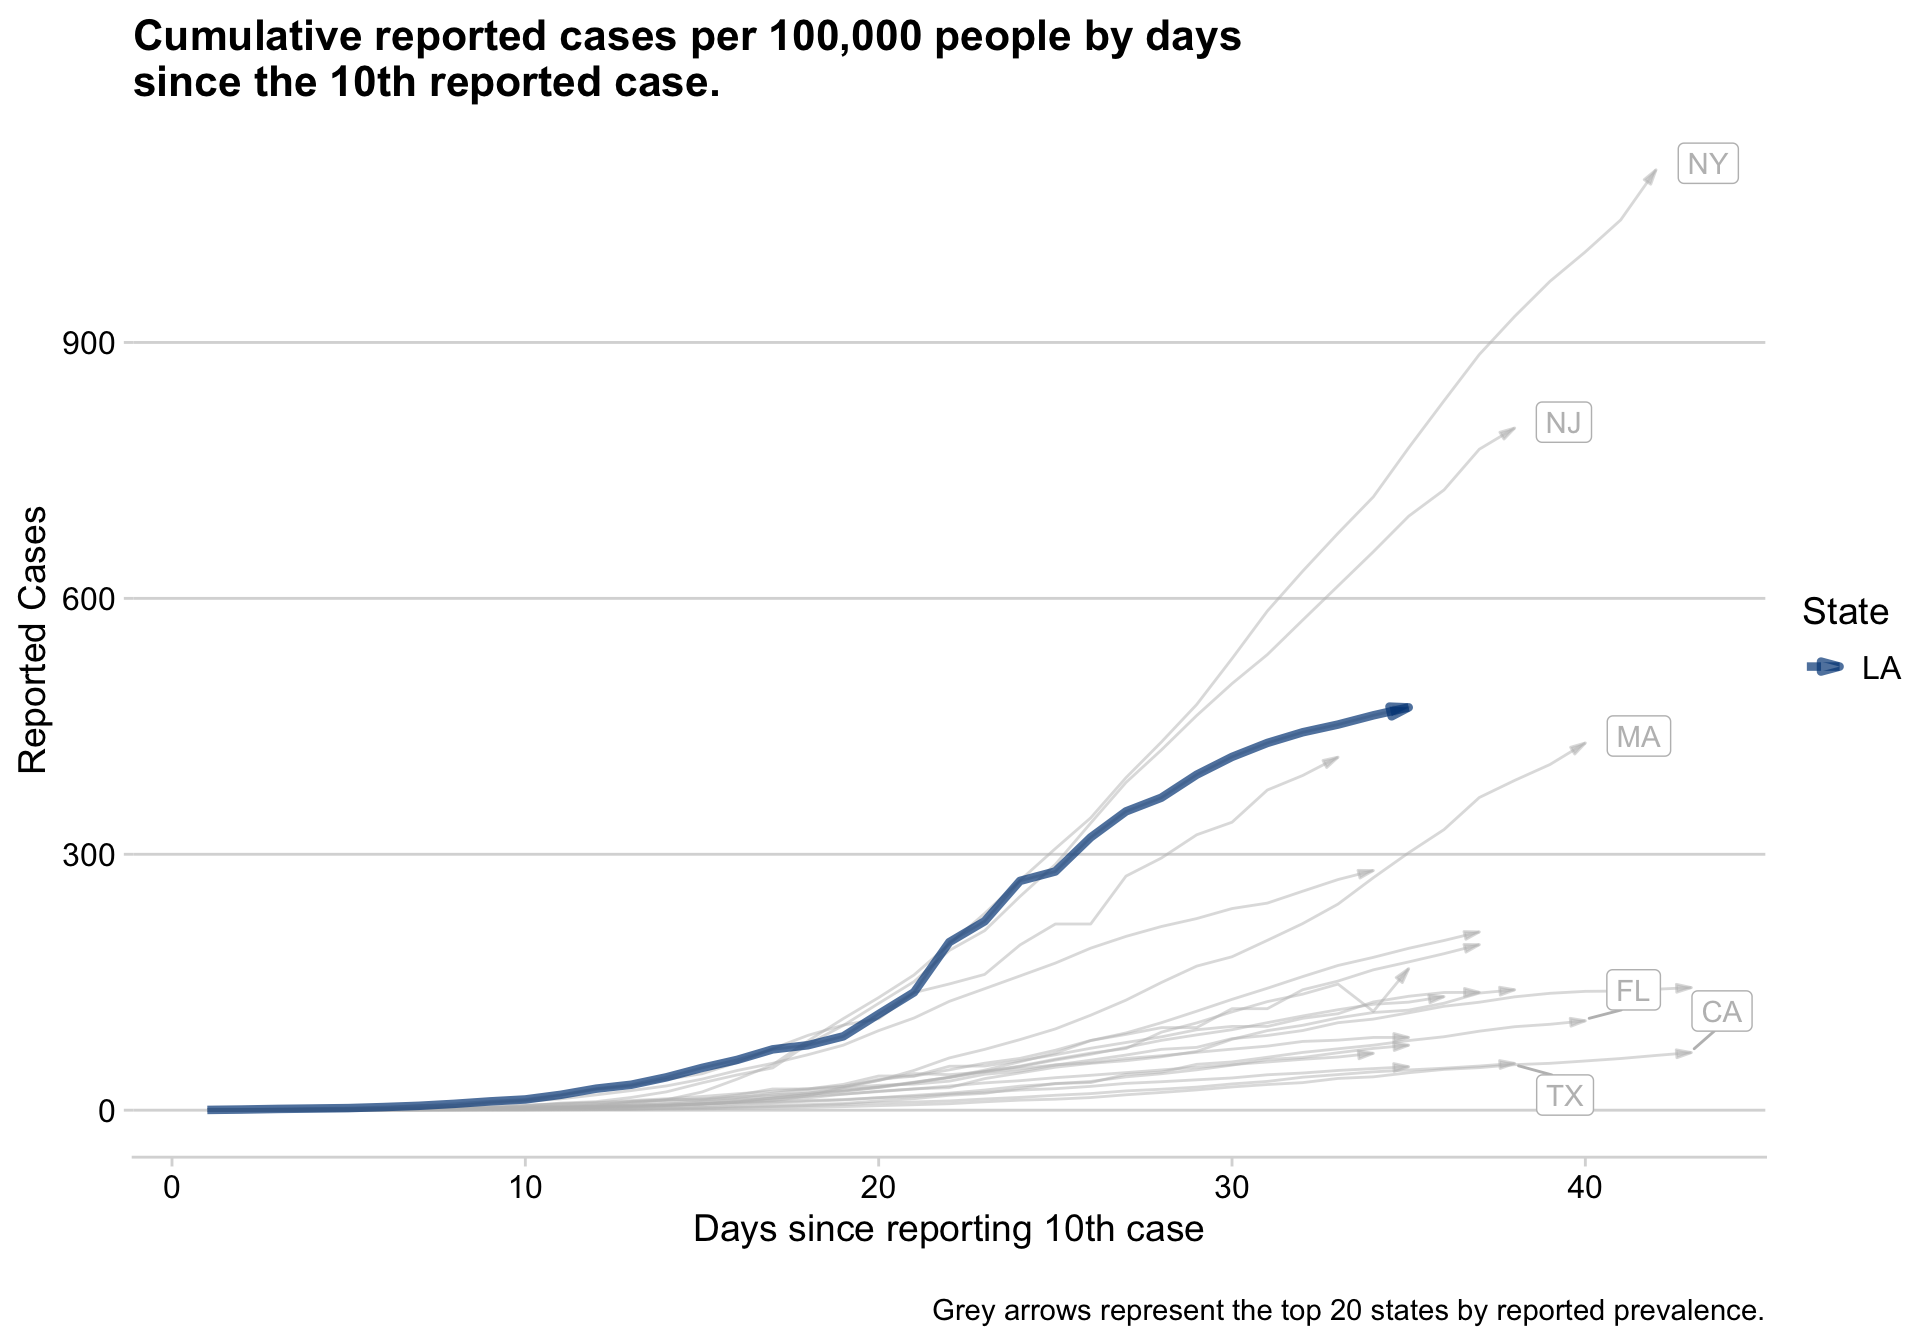 Cumulative reported cases per 100,000 people by days
since the 10th reported case.
NY
900
NJ
600
Reported Cases
State
LA
MA
300
FL
CA
TX
0
0 10 20 30 40
Days since reporting 10th case
Grey arrows represent the top 20 states by reported prevalence.